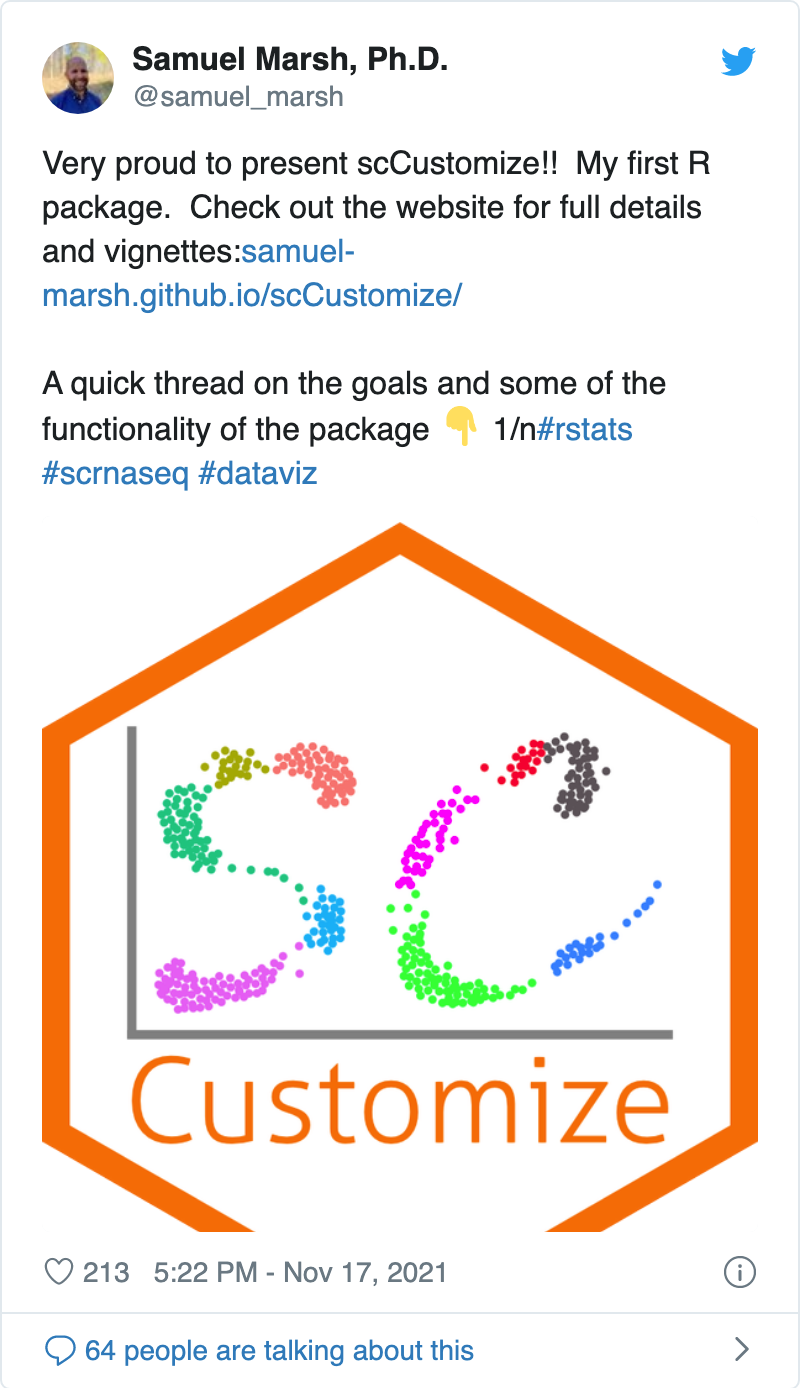 Samuel Marsh, Ph.D.
@samuel_marsh
Very proud to present scCustomize!!  My first R
package.  Check out the website for full details
and vignettes:samuel-
marsh.github.io/scCustomize/
A quick thread on the goals and some of the
functionality of the package 👇 1/n#rstats
#scrnaseq #dataviz
sc
Customize
213 5:22 PM - Nov 17, 2021
64 people are talking about this